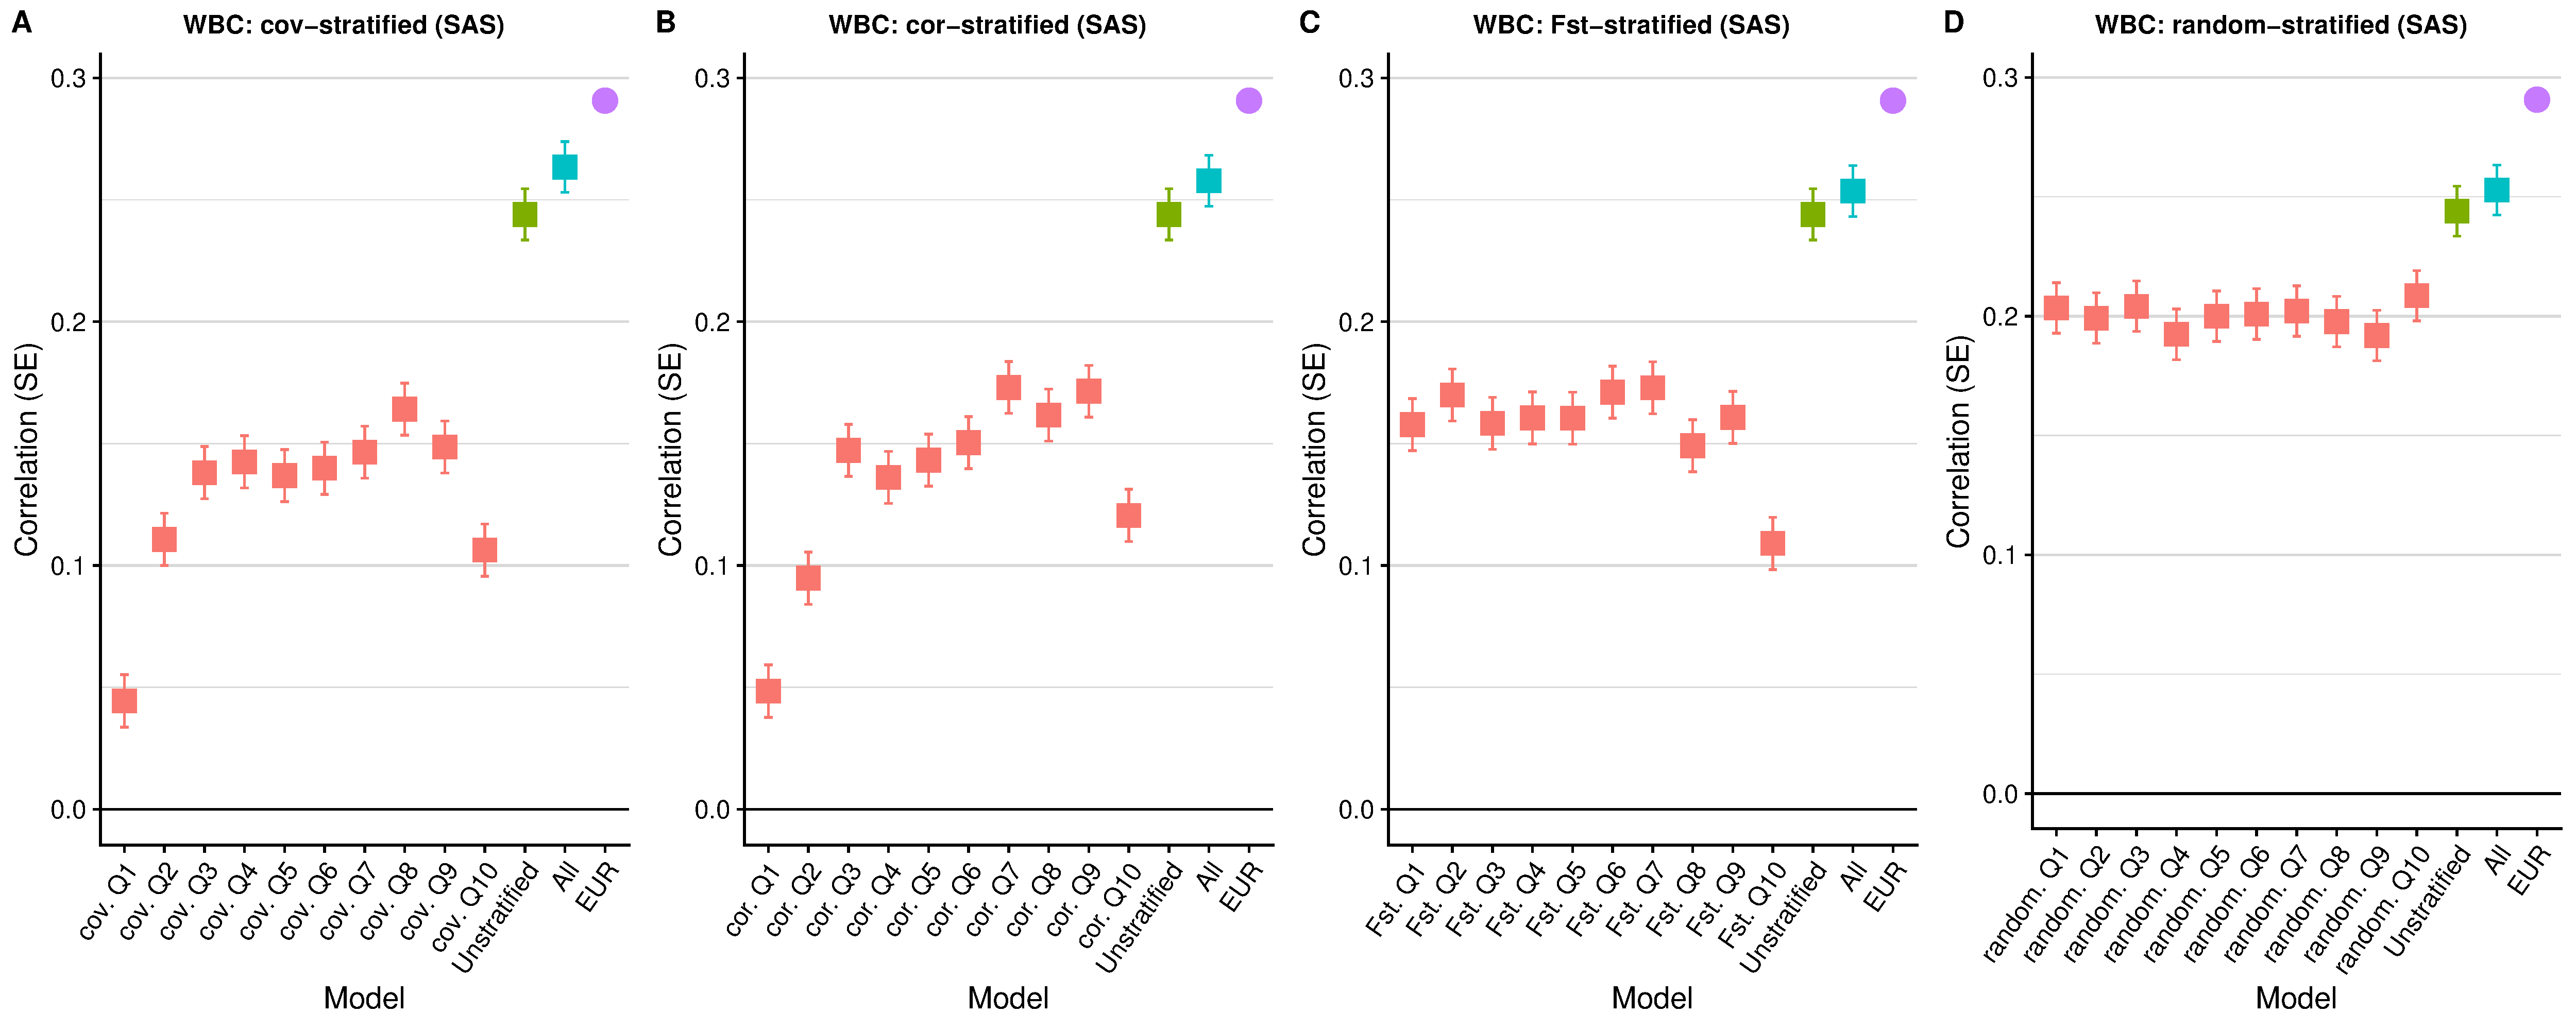 A
WBC: cov−stratified (SAS)
Correlation (SE)
0.3
0.2
0.1
0.0
cov. Q1
cov. Q2
cov. Q3
cov. Q4
cov. Q5
cov. Q6
cov. Q7
cov. Q8
cov. Q9
cov. Q10
Unstratified
All
EUR
Model
B
WBC: cor−stratified (SAS)
Correlation (SE)
0.3
0.2
0.1
0.0
cor. Q1
cor. Q2
cor. Q3
cor. Q4
cor. Q5
cor. Q6
cor. Q7
cor. Q8
cor. Q9
cor. Q10
Unstratified
All
EUR
Model
C
WBC: Fst−stratified (SAS)
Correlation (SE)
0.3
0.2
0.1
0.0
Fst. Q1
Fst. Q2
Fst. Q3
Fst. Q4
Fst. Q5
Fst. Q6
Fst. Q7
Fst. Q8
Fst. Q9
Fst. Q10
Unstratified
All
EUR
Model
D
WBC: random−stratified (SAS)
Correlation (SE)
0.3
0.2
0.1
0.0
random. Q1
random. Q2
random. Q3
random. Q4
random. Q5
random. Q6
random. Q7
random. Q8
random. Q9
random. Q10
Unstratified
All
EUR
Model